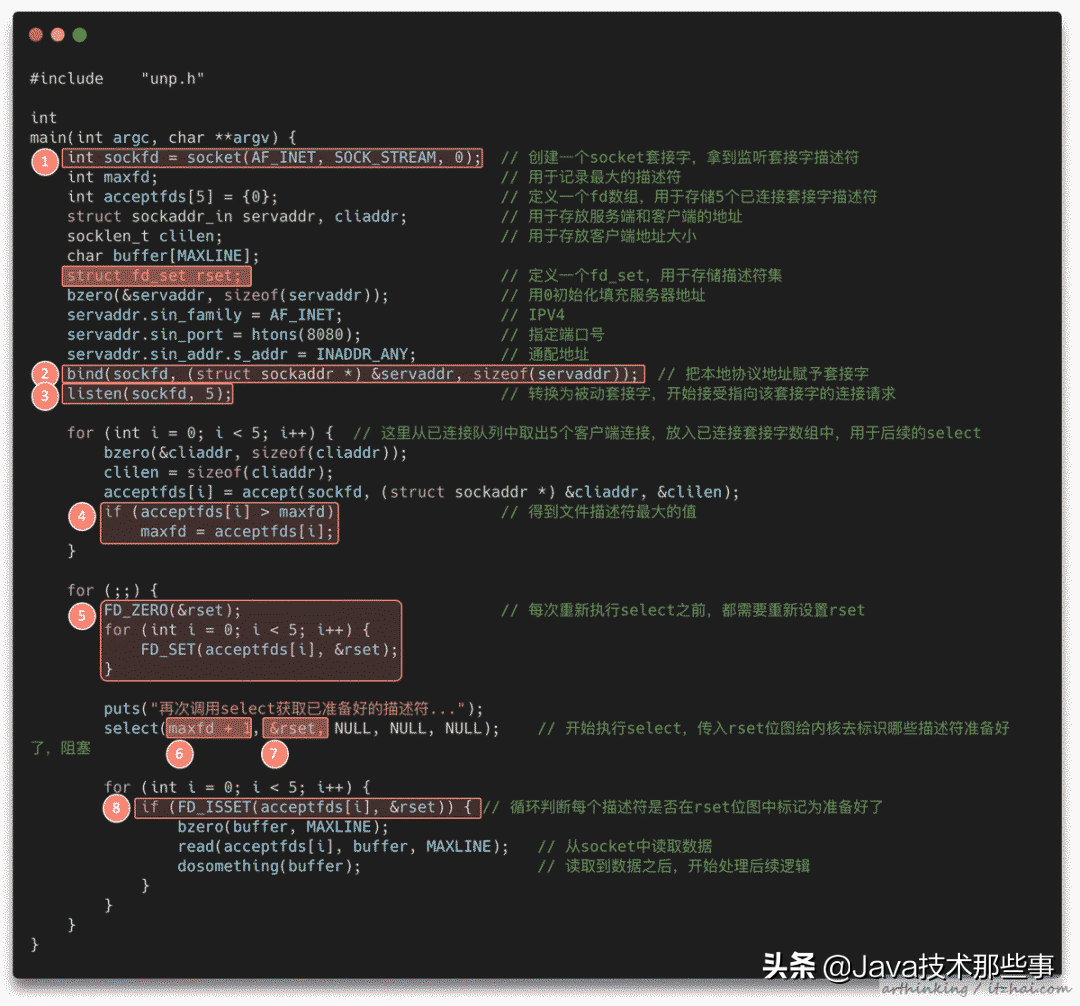 #include    "unp.h"
int
main(int argc, char **argv) {
1 int sockfd = socket(AF_INET, SOCK_STREAM, 0);  // 创建一个socket套接字，拿到监听套接字描述符
int maxfd;  // 用于记录最大的描述符
int acceptfds[5] = {0};  // 定义一个fd数组，用于存储5个已连接套接字描述符
struct sockaddr_in servaddr, cliaddr;  // 用于存放服务端和客户端的地址
socklen_t clilen;  // 用于存放客户端地址大小
char buffer[MAXLINE];
struct fd_set rset;  // 定义一个fd_set，用于存储描述符集
bzero(&servaddr, sizeof(servaddr));  // 用0初始化填充服务器地址
servaddr.sin_family = AF_INET;  // IPV4
servaddr.sin_port = htons(8080);  // 指定端口号
servaddr.sin_addr.s_addr = INADDR_ANY;  // 通配地址
2 bind(sockfd, (struct sockaddr *) &servaddr, sizeof(servaddr));  // 把本地协议地址赋予套接字
3 listen(sockfd, 5);  // 转换为被动套接字，开始接受指向该套接字的连接请求
for (int i = 0; i < 5; i++) {  // 这里从已连接队列中取出5个客户端连接，放入已连接套接字数组中，用于后续的select
bzero(&cliaddr, sizeof(cliaddr));
clilen = sizeof(cliaddr);
acceptfds[i] = accept(sockfd, (struct sockaddr *) &cliaddr, &clilen);
4 if (acceptfds[i] > maxfd)  // 得到文件描述符最大的值
maxfd = acceptfds[i];
}
for (;;) {
5 FD_ZERO(&rset);  // 每次重新执行select之前，都需要重新设置rset
for (int i = 0; i < 5; i++) {
FD_SET(acceptfds[i], &rset);
}
puts("再次调用select获取已准备好的描述符...");
select(maxfd + 1, &rset, NULL, NULL, NULL);  // 开始执行select，传入rset位图给内核去标识哪些描述符准备好
了，阻塞
6 7
for (int i = 0; i < 5; i++) {
8 if (FD_ISSET(acceptfds[i], &rset)) { // 循环判断每个描述符是否在rset位图中标记为准备好了
bzero(buffer, MAXLINE);
read(acceptfds[i], buffer, MAXLINE);  // 从socket中读取数据
dosomething(buffer);  // 读取到数据之后，开始处理后续逻辑
}
}
}
}
头条 @Java技术那些事
arthinking / itzhai.com